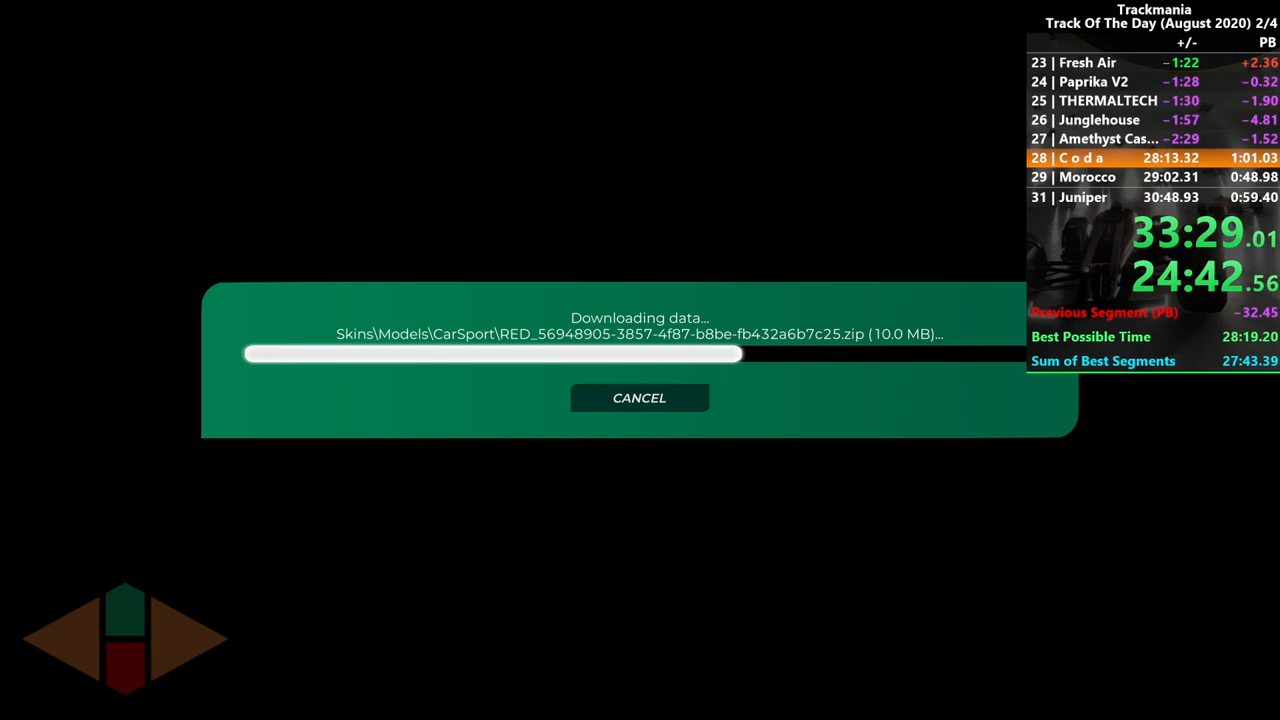 Trackmania
Track Of The Day (August 2020) 2/4
+/- PB
23 | Fresh Air −1:22 +2.36
24 | Paprika V2 −1:28 −0.32
25 | THERMALTECH −1:30 −1.90
26 | Junglehouse −1:57 −4.81
27 | Amethyst Cas... −2:29 −1.52
28 | C o d a 28:13.32 1:01.03
29 | Morocco 29:02.31 0:48.98
31 | Juniper 30:48.93 0:59.40
33:29.01
24:42.56
Previous Segment (PB) −32.45
Best Possible Time 28:19.20
Sum of Best Segments 27:43.39
Downloading data...
Skins\Models\CarSport\RED_56948905-3857-4f87-b8be-fb432a6b7c25.zip (10.0 MB)...
CANCEL